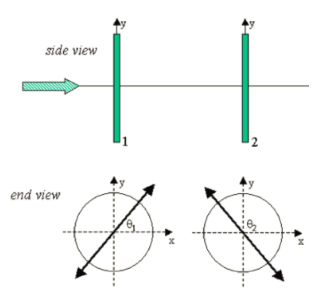 y y
side view
1 2
end view
y y
θ1 θ2
x x